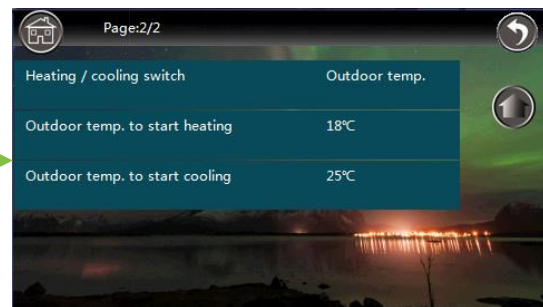 Page:2/2
Heating / cooling switch Outdoor temp.
Outdoor temp. to start heating 18℃
Outdoor temp. to start cooling 25℃